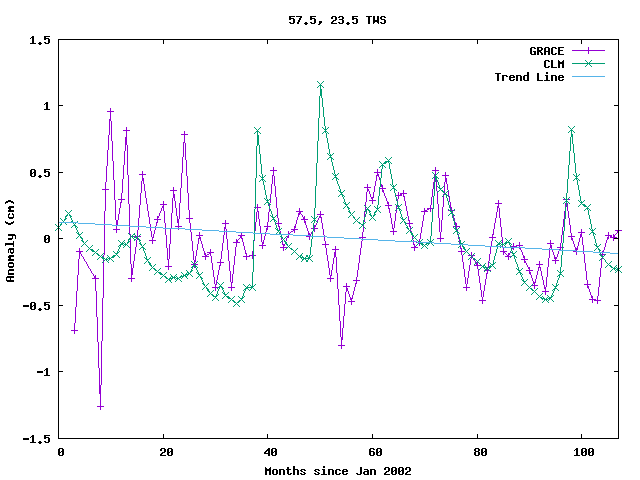 57.5, 23.5 TWS
GRACE
CLM
Trend Line
1.5
1
0.5
0
-0.5
-1
-1.5
Anomaly (cm)
0 20 40 60 80 100
Months since Jan 2002